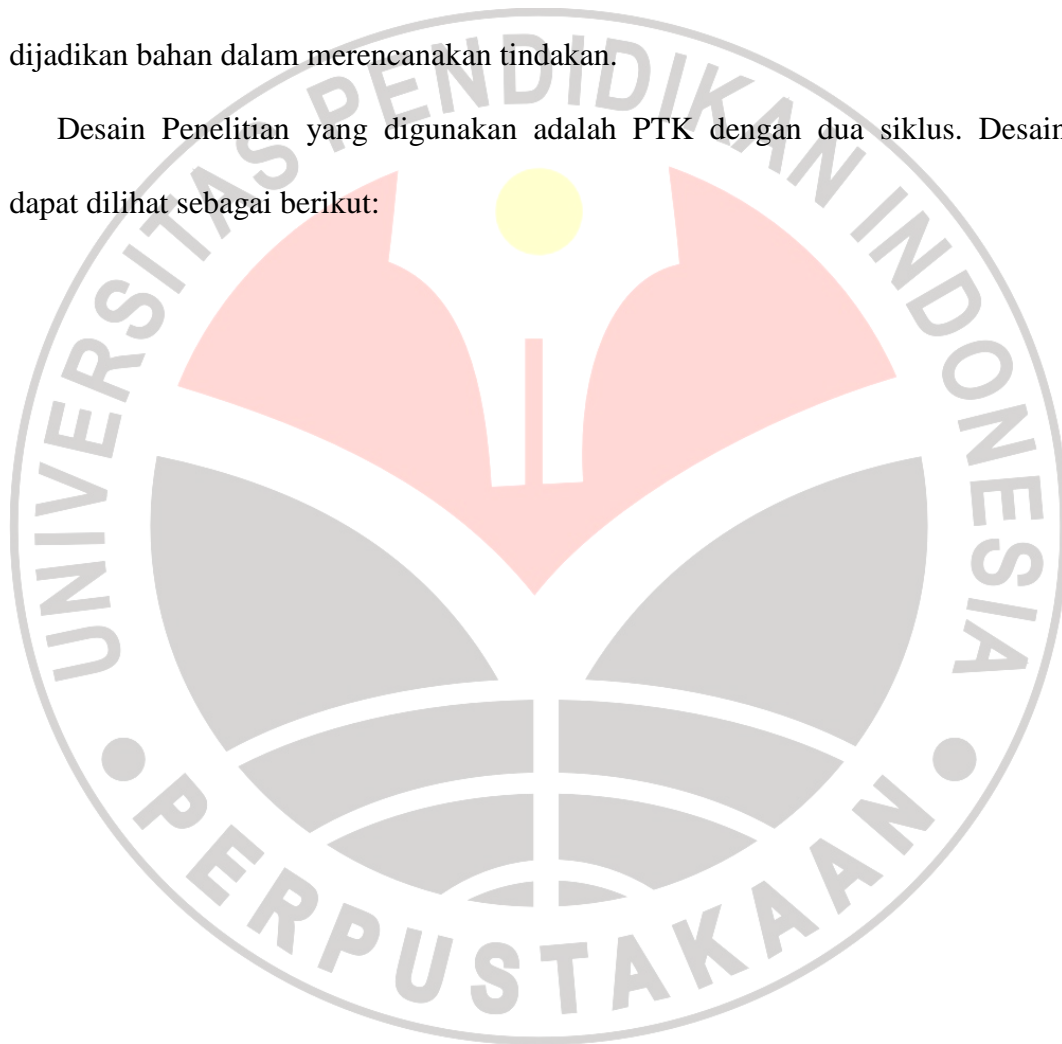 dijadikan bahan dalam merencanakan tindakan.
Desain Penelitian yang digunakan adalah PTK dengan dua siklus. Desain
dapat dilihat sebagai berikut:
UNIVERSITAS PENDIDIKAN INDONESIA
PERPUSTAKAAN